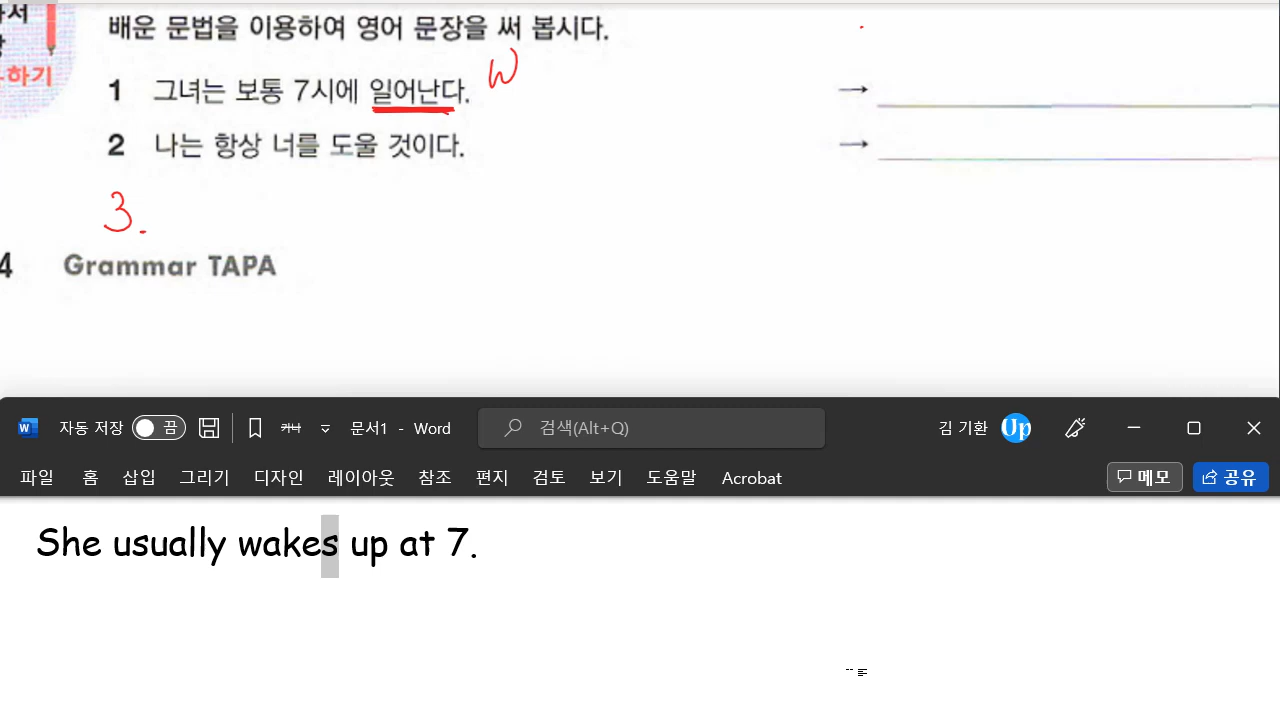 배운 문법을 이용하여 영어 문장을 써 봅시다.
하기
1 그녀는 보통 7시에 일어난다. W
→
2 나는 항상 너를 도울 것이다.
→
3.
4 Grammar TAPA
자동 저장 끔 가나 문서1 - Word 검색(Alt+Q) 김 기환 Up
파일 홈 삽입 그리기 디자인 레이아웃 참조 편지 검토 보기 도움말 Acrobat 메모 공유
She usually wakes up at 7.